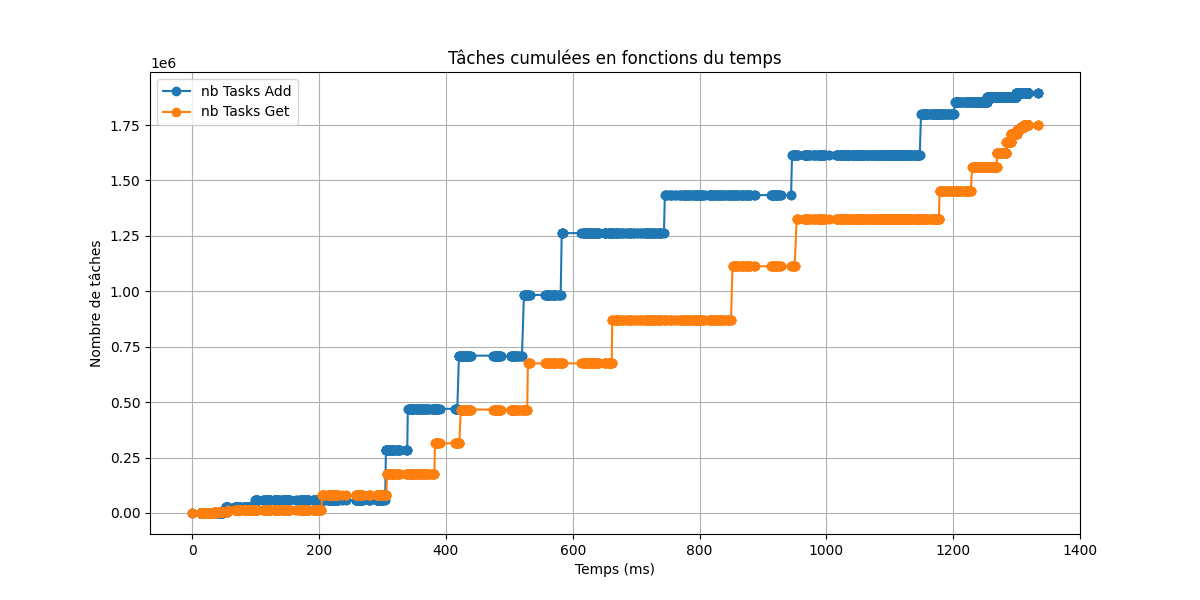 Tâches cumulées en fonctions du temps
1e6
nb Tasks Add
nb Tasks Get
1.75
1.50
1.25
1.00
0.75
0.50
0.25
0.00
Nombre de tâches
0 200 400 600 800 1000 1200 1400
Temps (ms)